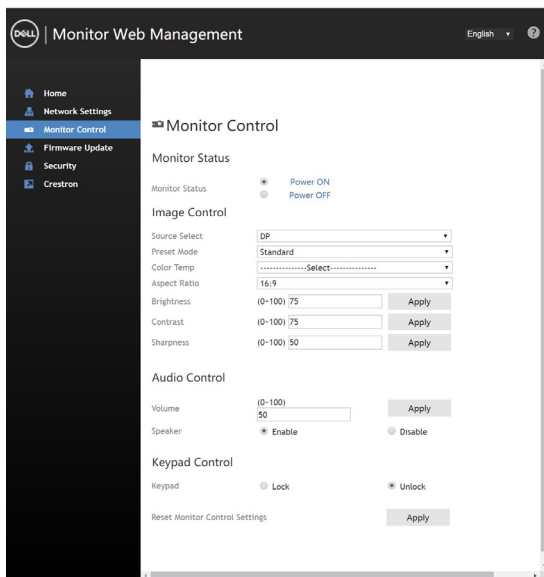 DELL
Monitor Web Management
English
?
Home
Network Settings
Monitor Control
Firmware Update
Security
Crestron
Monitor Control
Monitor Status
Monitor Status
Power ON
Power OFF
Image Control
Source Select DP
Preset Mode Standard
Color Temp ---------------Select---------------
Aspect Ratio 16:9
Brightness (0~100) 75 Apply
Contrast (0~100) 75 Apply
Sharpness (0~100) 50 Apply
Audio Control
(0~100)
Volume 50 Apply
Speaker Enable Disable
Keypad Control
Keypad Lock Unlock
Reset Monitor Control Settings Apply